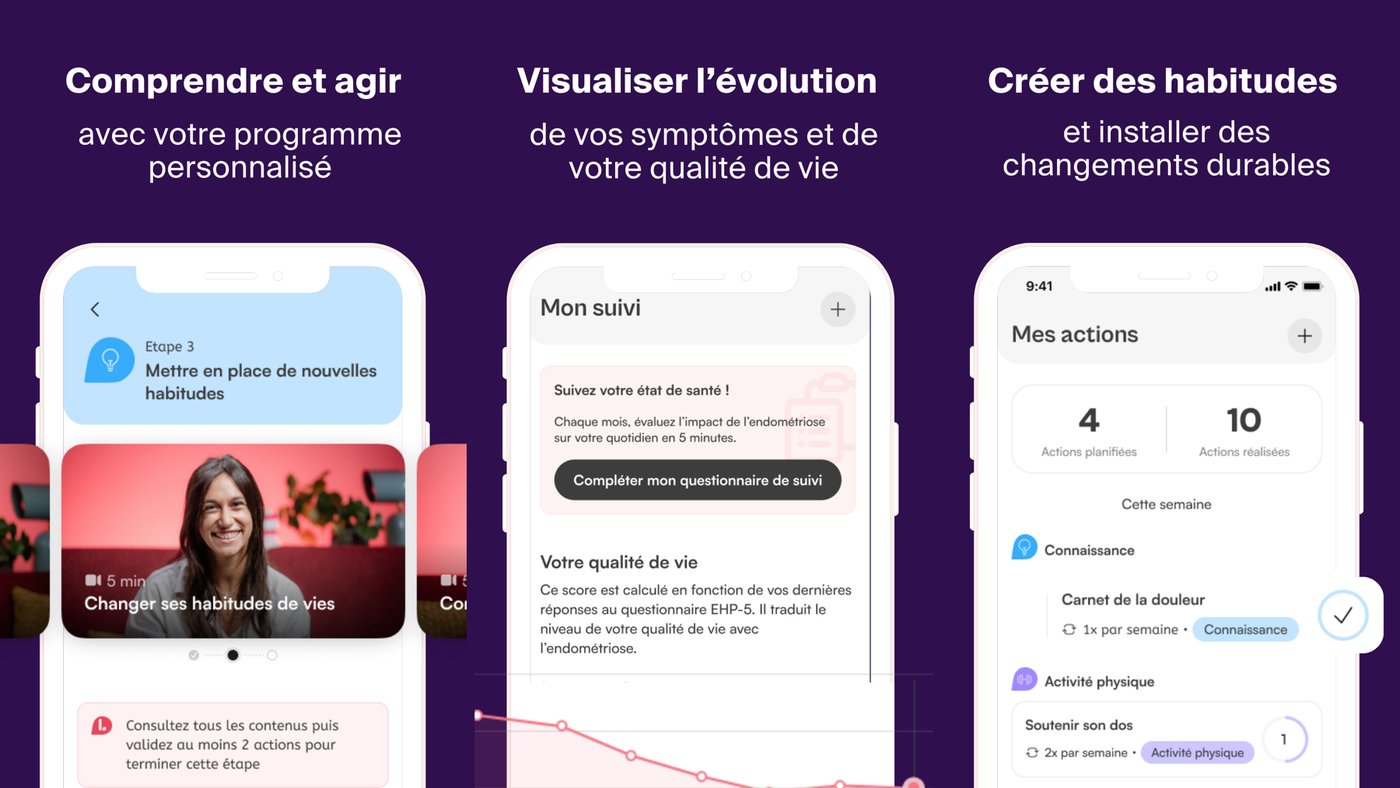 Comprendre et agir
avec votre programme
personnalisé
Etape 3
Mettre en place de nouvelles
habitudes
5 min
Changer ses habitudes de vies
Consultez tous les contenus puis
validez au moins 2 actions pour
terminer cette étape
Visualiser l’évolution
de vos symptômes et de
votre qualité de vie
Mon suivi
Suivez votre état de santé !
Chaque mois, évaluez l’impact de l’endométriose
sur votre quotidien en 5 minutes.
Compléter mon questionnaire de suivi
Votre qualité de vie
Ce score est calculé en fonction de vos dernières
réponses au questionnaire EHP-5. Il traduit le
niveau de votre qualité de vie avec
l’endométriose.
Créer des habitudes
et installer des
changements durables
9:41
Mes actions
4 10
Actions planifiées Actions réalisées
Cette semaine
Connaissance
Carnet de la douleur
1x par semaine • Connaissance
Activité physique
Soutenir son dos
2x par semaine • Activité physique
1